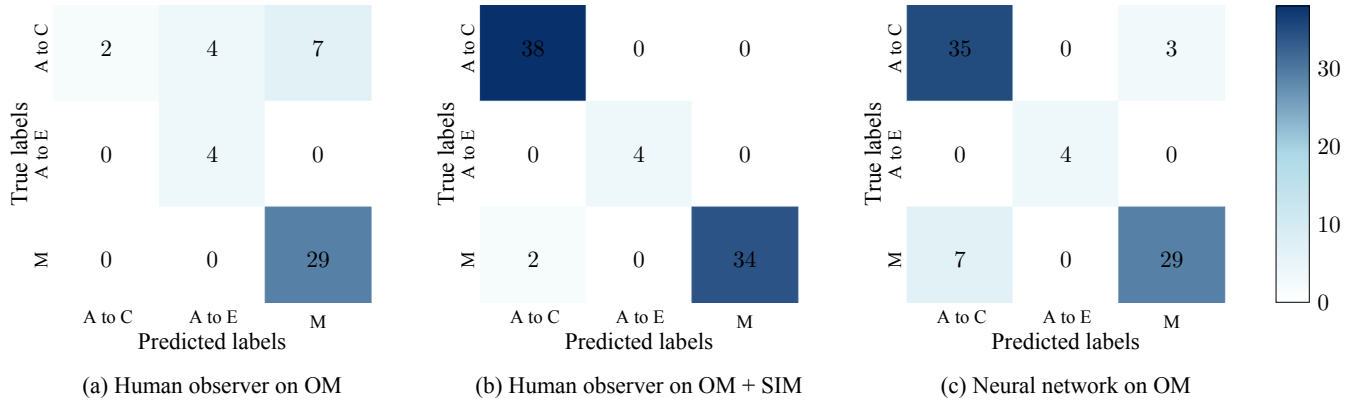 True labels
A to C
A to E
M
2 4 7
0 4 0
0 0 29
A to C A to E M
Predicted labels
(a) Human observer on OM
True labels
A to C
A to E
M
38 0 0
0 4 0
2 0 34
A to C A to E M
Predicted labels
(b) Human observer on OM + SIM
True labels
A to C
A to E
M
35 0 3
0 4 0
7 0 29
A to C A to E M
Predicted labels
(c) Neural network on OM
30
20
10
0